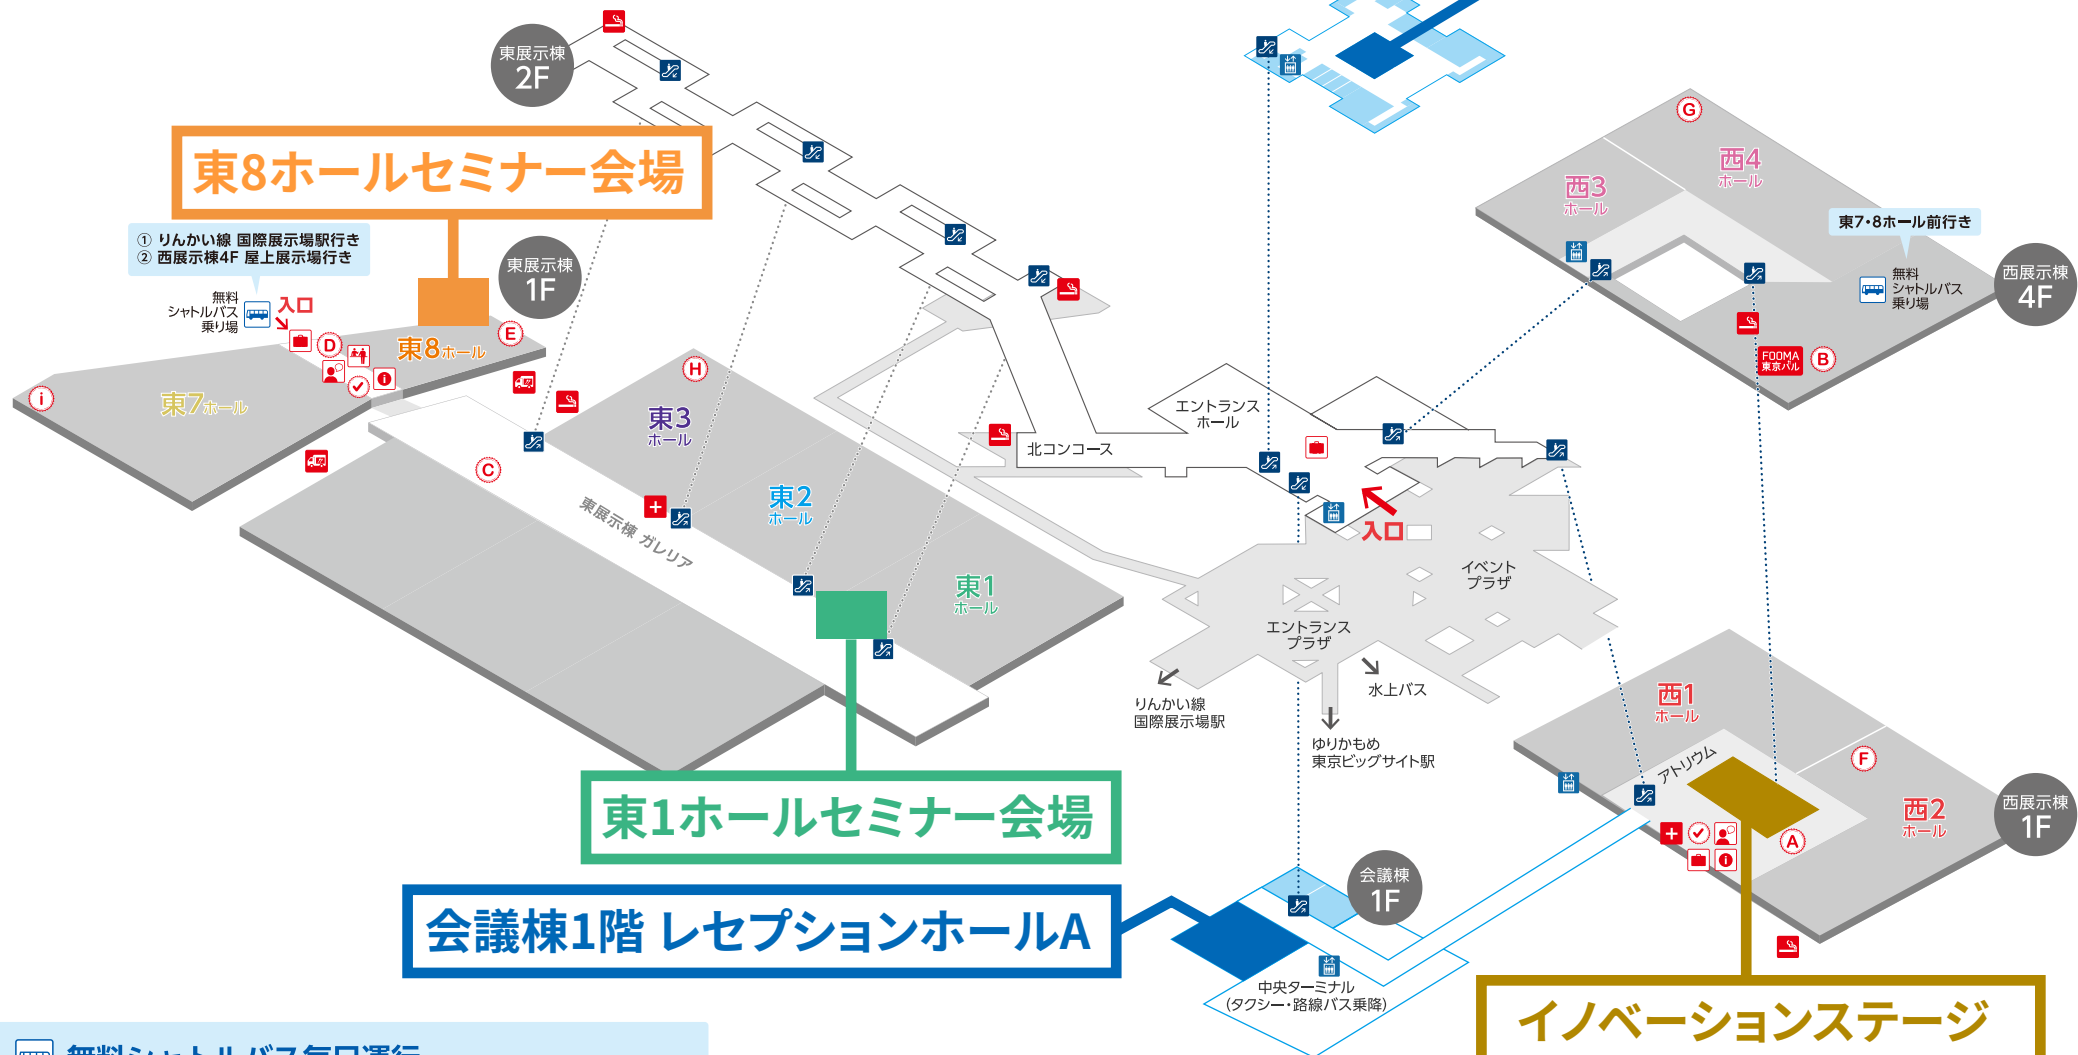 東展示棟
2F
東8ホールセミナー会場
① りんかい線 国際展示場駅行き
② 西展示棟4F 屋上展示場行き
無料
シャトルバス
乗り場
入口
東展示棟
1F
D
E
東8ホール
i
東7ホール
C
H
東3
ホール
東2
ホール
東1
ホール
東展示棟 ガレリア
東1ホールセミナー会場
北コンコース
エントランス
ホール
入口
イベント
プラザ
エントランス
プラザ
りんかい線
国際展示場駅
水上バス
ゆりかもめ
東京ビッグサイト駅
G
西4
ホール
西3
ホール
東7・8ホール前行き
無料
シャトルバス
乗り場
西展示棟
4F
FOOMA
東京バル
B
西1
ホール
アトリウム
F
西2
ホール
A
西展示棟
1F
会議棟
1F
会議棟1階 レセプションホールA
中央ターミナル
(タクシー・路線バス乗降)
イノベーションステージ
無料シャトルバス毎日運行